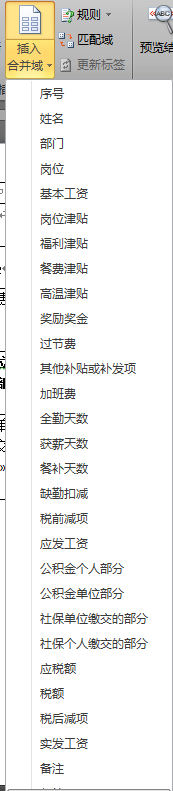 插入
合并域
规则
匹配域
更新标签
ABC
预览结
序号
姓名
部门
岗位
基本工资
岗位津贴
福利津贴
餐费津贴
高温津贴
奖励奖金
过节费
其他补贴或补发项
加班费
全勤天数
获薪天数
餐补天数
缺勤扣减
税前减项
应发工资
公积金个人部分
公积金单位部分
社保单位缴交的部分
社保个人缴交的部分
应税额
税额
税后减项
实发工资
备注